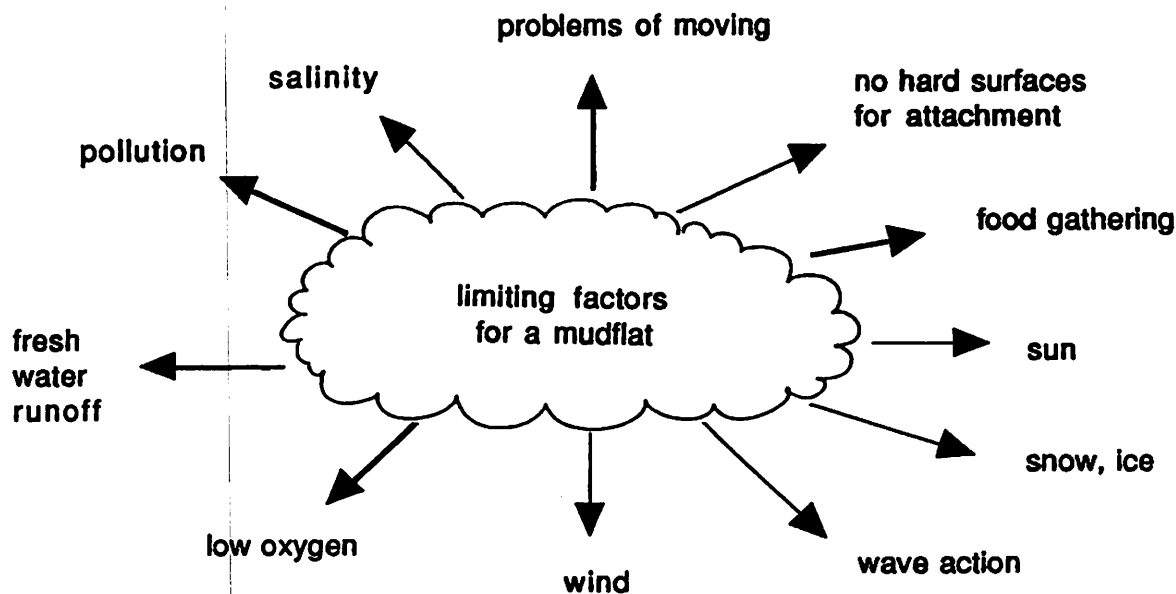 problems of moving
salinity
no hard surfaces
for attachment
pollution
food gathering
limiting factors
for a mudflat
fresh
water
runoff
sun
snow, ice
low oxygen
wave action
wind